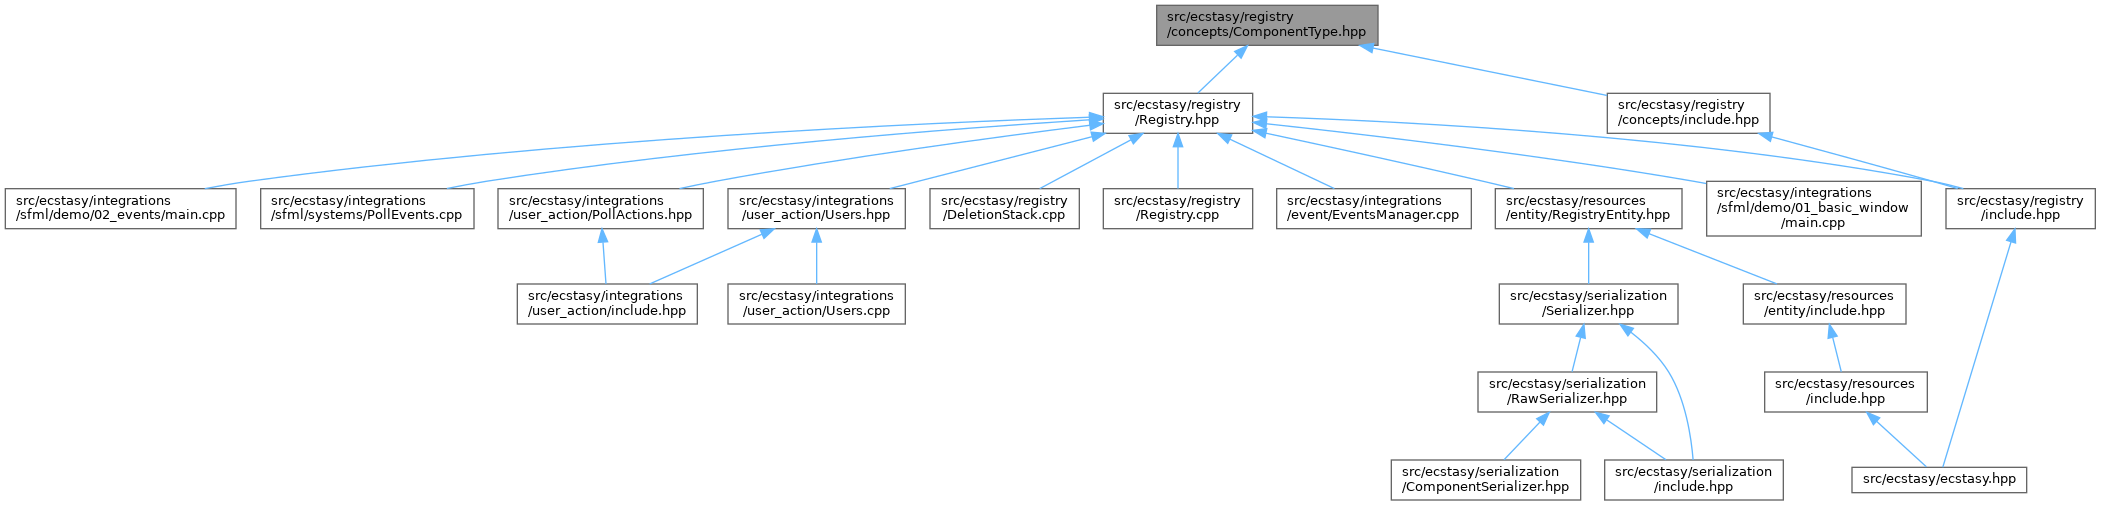 src/ecstasy/registry
/concepts/ComponentType.hpp
src/ecstasy/registry
/Registry.hpp
src/ecstasy/registry
/concepts/include.hpp
src/ecstasy/integrations
/sfml/demo/02_events/main.cpp
src/ecstasy/integrations
/sfml/systems/PollEvents.cpp
src/ecstasy/integrations
/user_action/PollActions.hpp
src/ecstasy/integrations
/user_action/Users.hpp
src/ecstasy/registry
/DeletionStack.cpp
src/ecstasy/registry
/Registry.cpp
src/ecstasy/integrations
/event/EventsManager.cpp
src/ecstasy/resources
/entity/RegistryEntity.hpp
src/ecstasy/integrations
/sfml/demo/01_basic_window
/main.cpp
src/ecstasy/registry
/include.hpp
src/ecstasy/integrations
/user_action/include.hpp
src/ecstasy/integrations
/user_action/Users.cpp
src/ecstasy/serialization
/Serializer.hpp
src/ecstasy/resources
/entity/include.hpp
src/ecstasy/serialization
/RawSerializer.hpp
src/ecstasy/resources
/include.hpp
src/ecstasy/serialization
/ComponentSerializer.hpp
src/ecstasy/serialization
/include.hpp
src/ecstasy/ecstasy.hpp